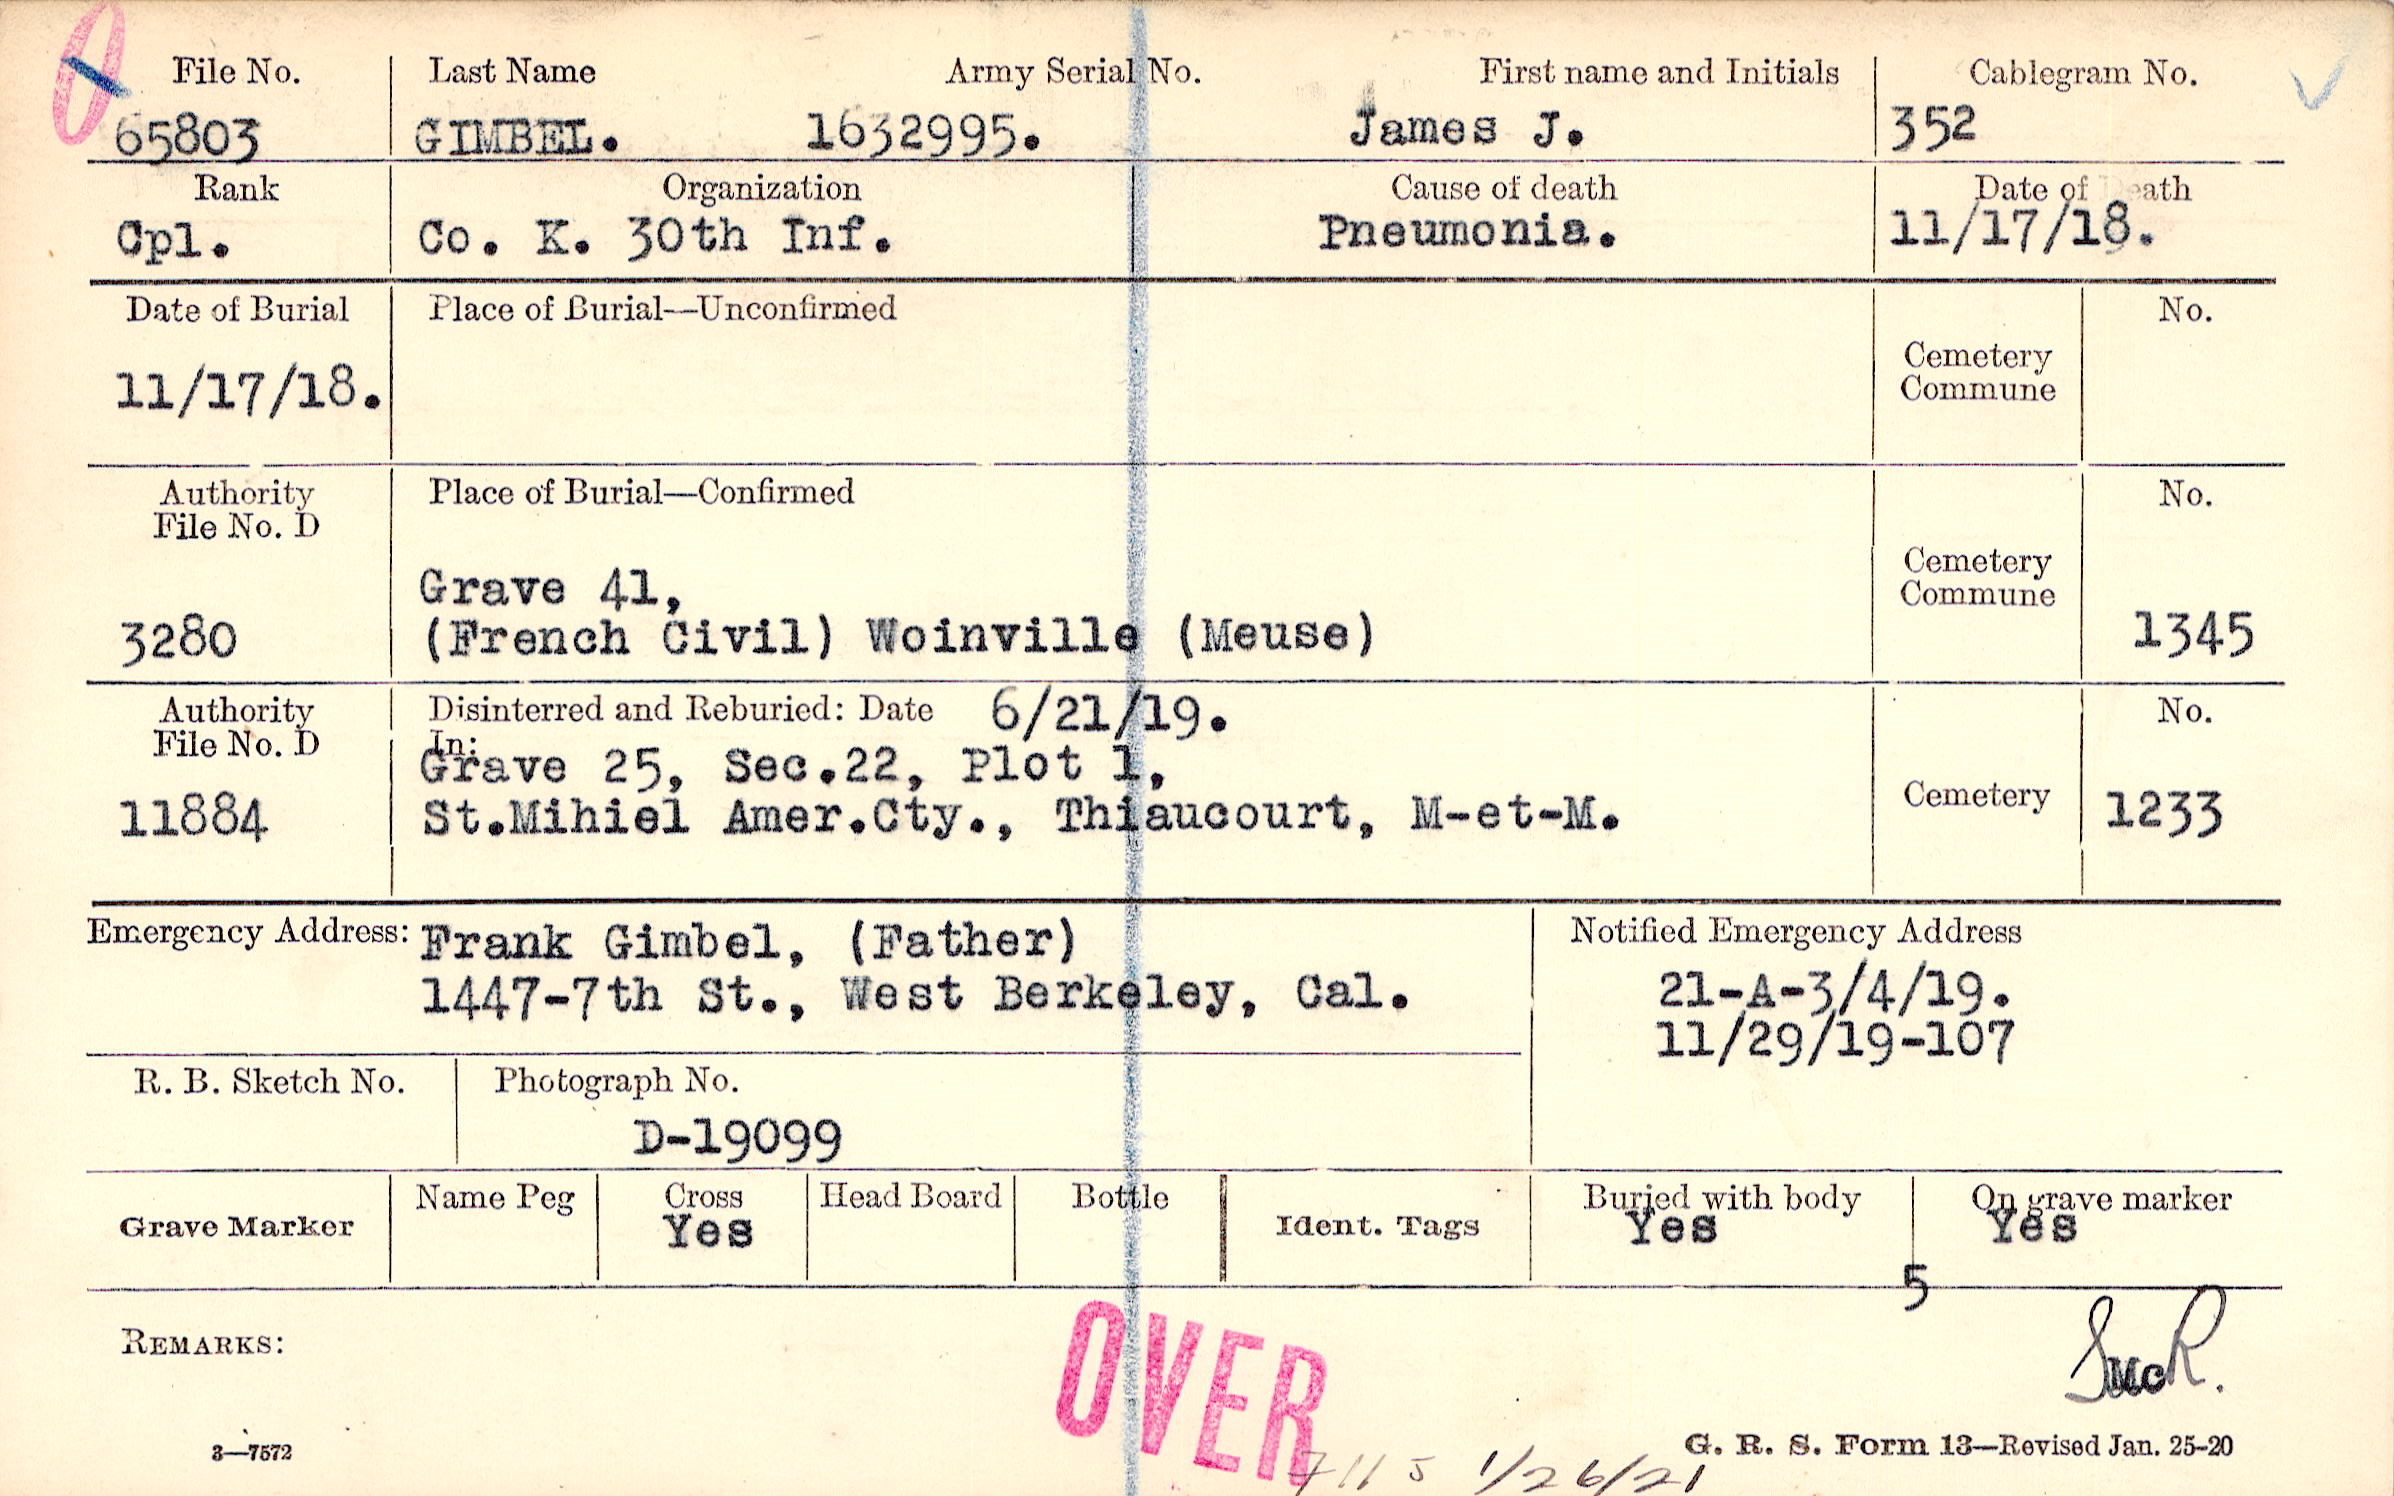 File No. Last Name Army Serial No. First name and Initials Cablegram No.
65803 GIMBEL. 1632995. James J. 352
Rank Organization Cause of death Date of Death
Cpl. Co. K. 30th Inf. Pneumonia. 11/17/18.
Date of Burial Place of Burial—Unconfirmed No.
Cemetery
Commune
11/17/18.
Authority Place of Burial—Confirmed No.
File No. D
Cemetery
Commune
Grave 41,
3280 (French Civil) Woinville (Meuse) 1345
Authority Disinterred and Reburied: Date 6/21/19. No.
File No. D In:
Grave 25, Sec.22, Plot 1,
Cemetery
11884 St.Mihiel Amer.Cty., Thiaucourt, M-et-M. 1233
Emergency Address: Frank Gimbel, (Father) Notified Emergency Address
1447-7th St., West Berkeley, Cal. 21-A-3/4/19.
11/29/19-107
R. B. Sketch No. Photograph No.
D-19099
Name Peg Cross Head Board Bottle Buried with body On grave marker
Grave Marker Yes Ident. Tags Yes Yes
5
REMARKS:
OVER
3—7572 G. R. S. Form 13—Revised Jan. 25-20
1/26/21